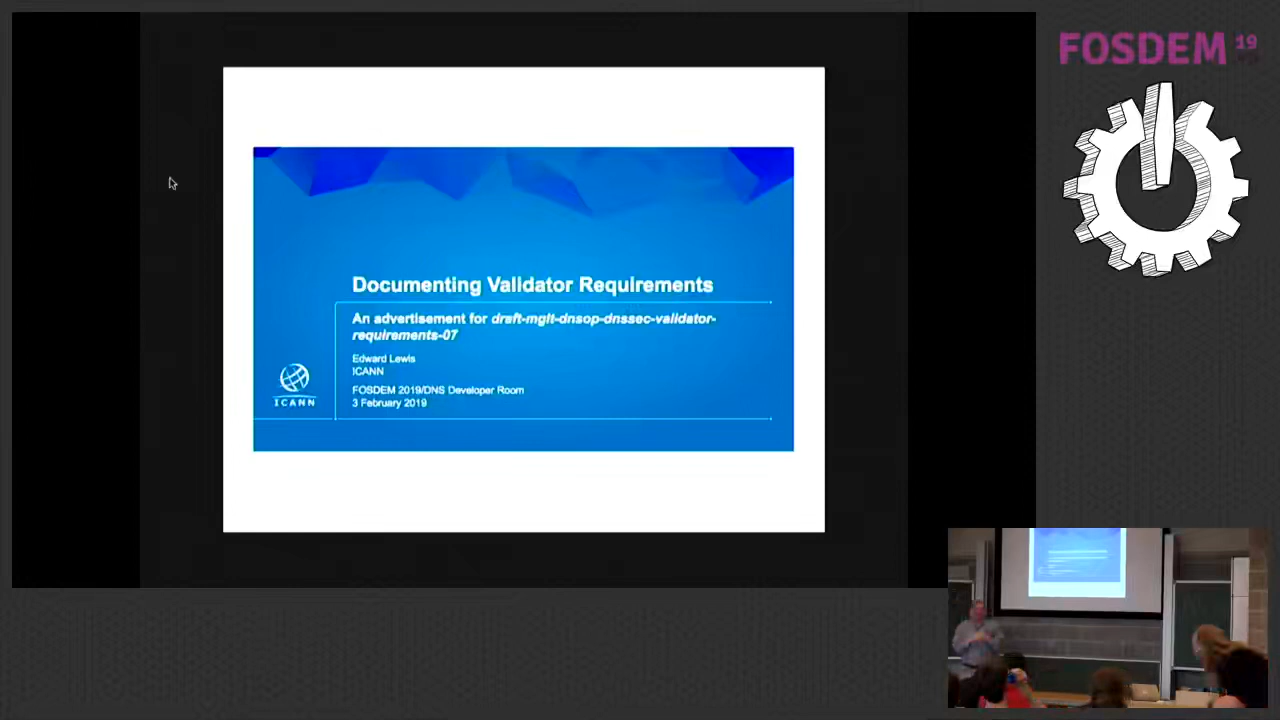 FOSDEM 19
Documenting Validator Requirements
An advertisement for draft-mglt-dnsop-dnssec-validator-
requirements-07
Edward Lewis
ICANN
FOSDEM 2019/DNS Developer Room
3 February 2019
ICANN